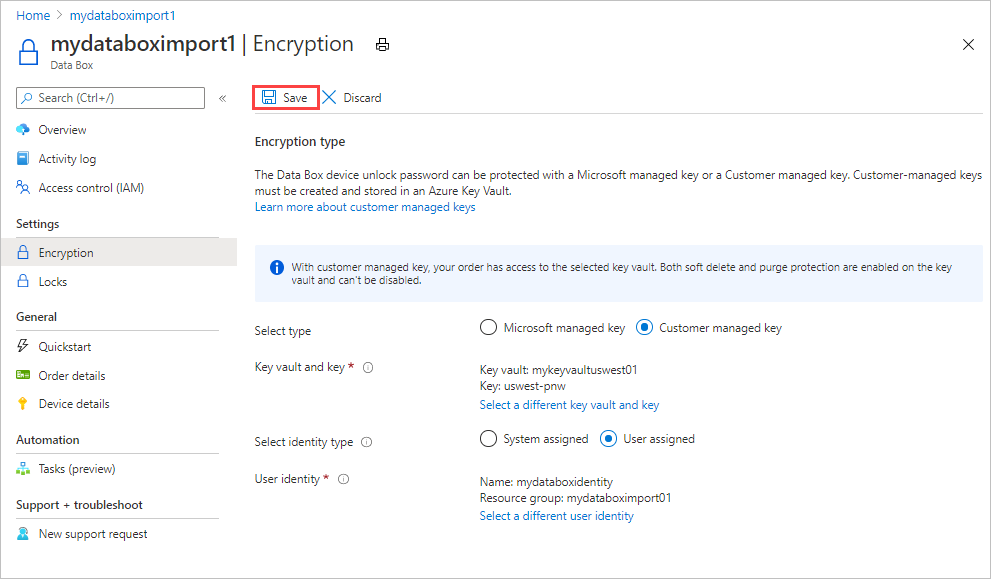 Home > mydataboximport1
mydataboximport1 | Encryption
Data Box
Search (Ctrl+/)
«
Overview
Activity log
Access control (IAM)
Settings
Encryption
Locks
General
Quickstart
Order details
Device details
Automation
Tasks (preview)
Support + troubleshoot
New support request
Save
Discard
Encryption type
The Data Box device unlock password can be protected with a Microsoft managed key or a Customer managed key. Customer-managed keys
must be created and stored in an Azure Key Vault.
Learn more about customer managed keys
With customer managed key, your order has access to the selected key vault. Both soft delete and purge protection are enabled on the key
vault and can't be disabled.
Select type
Microsoft managed key
Customer managed key
Key vault and key *
Key vault: mykeyvaultuswest01
Key: uswest-pnw
Select a different key vault and key
Select identity type
System assigned
User assigned
User identity *
Name: mydataboxidentity
Resource group: mydataboximport01
Select a different user identity